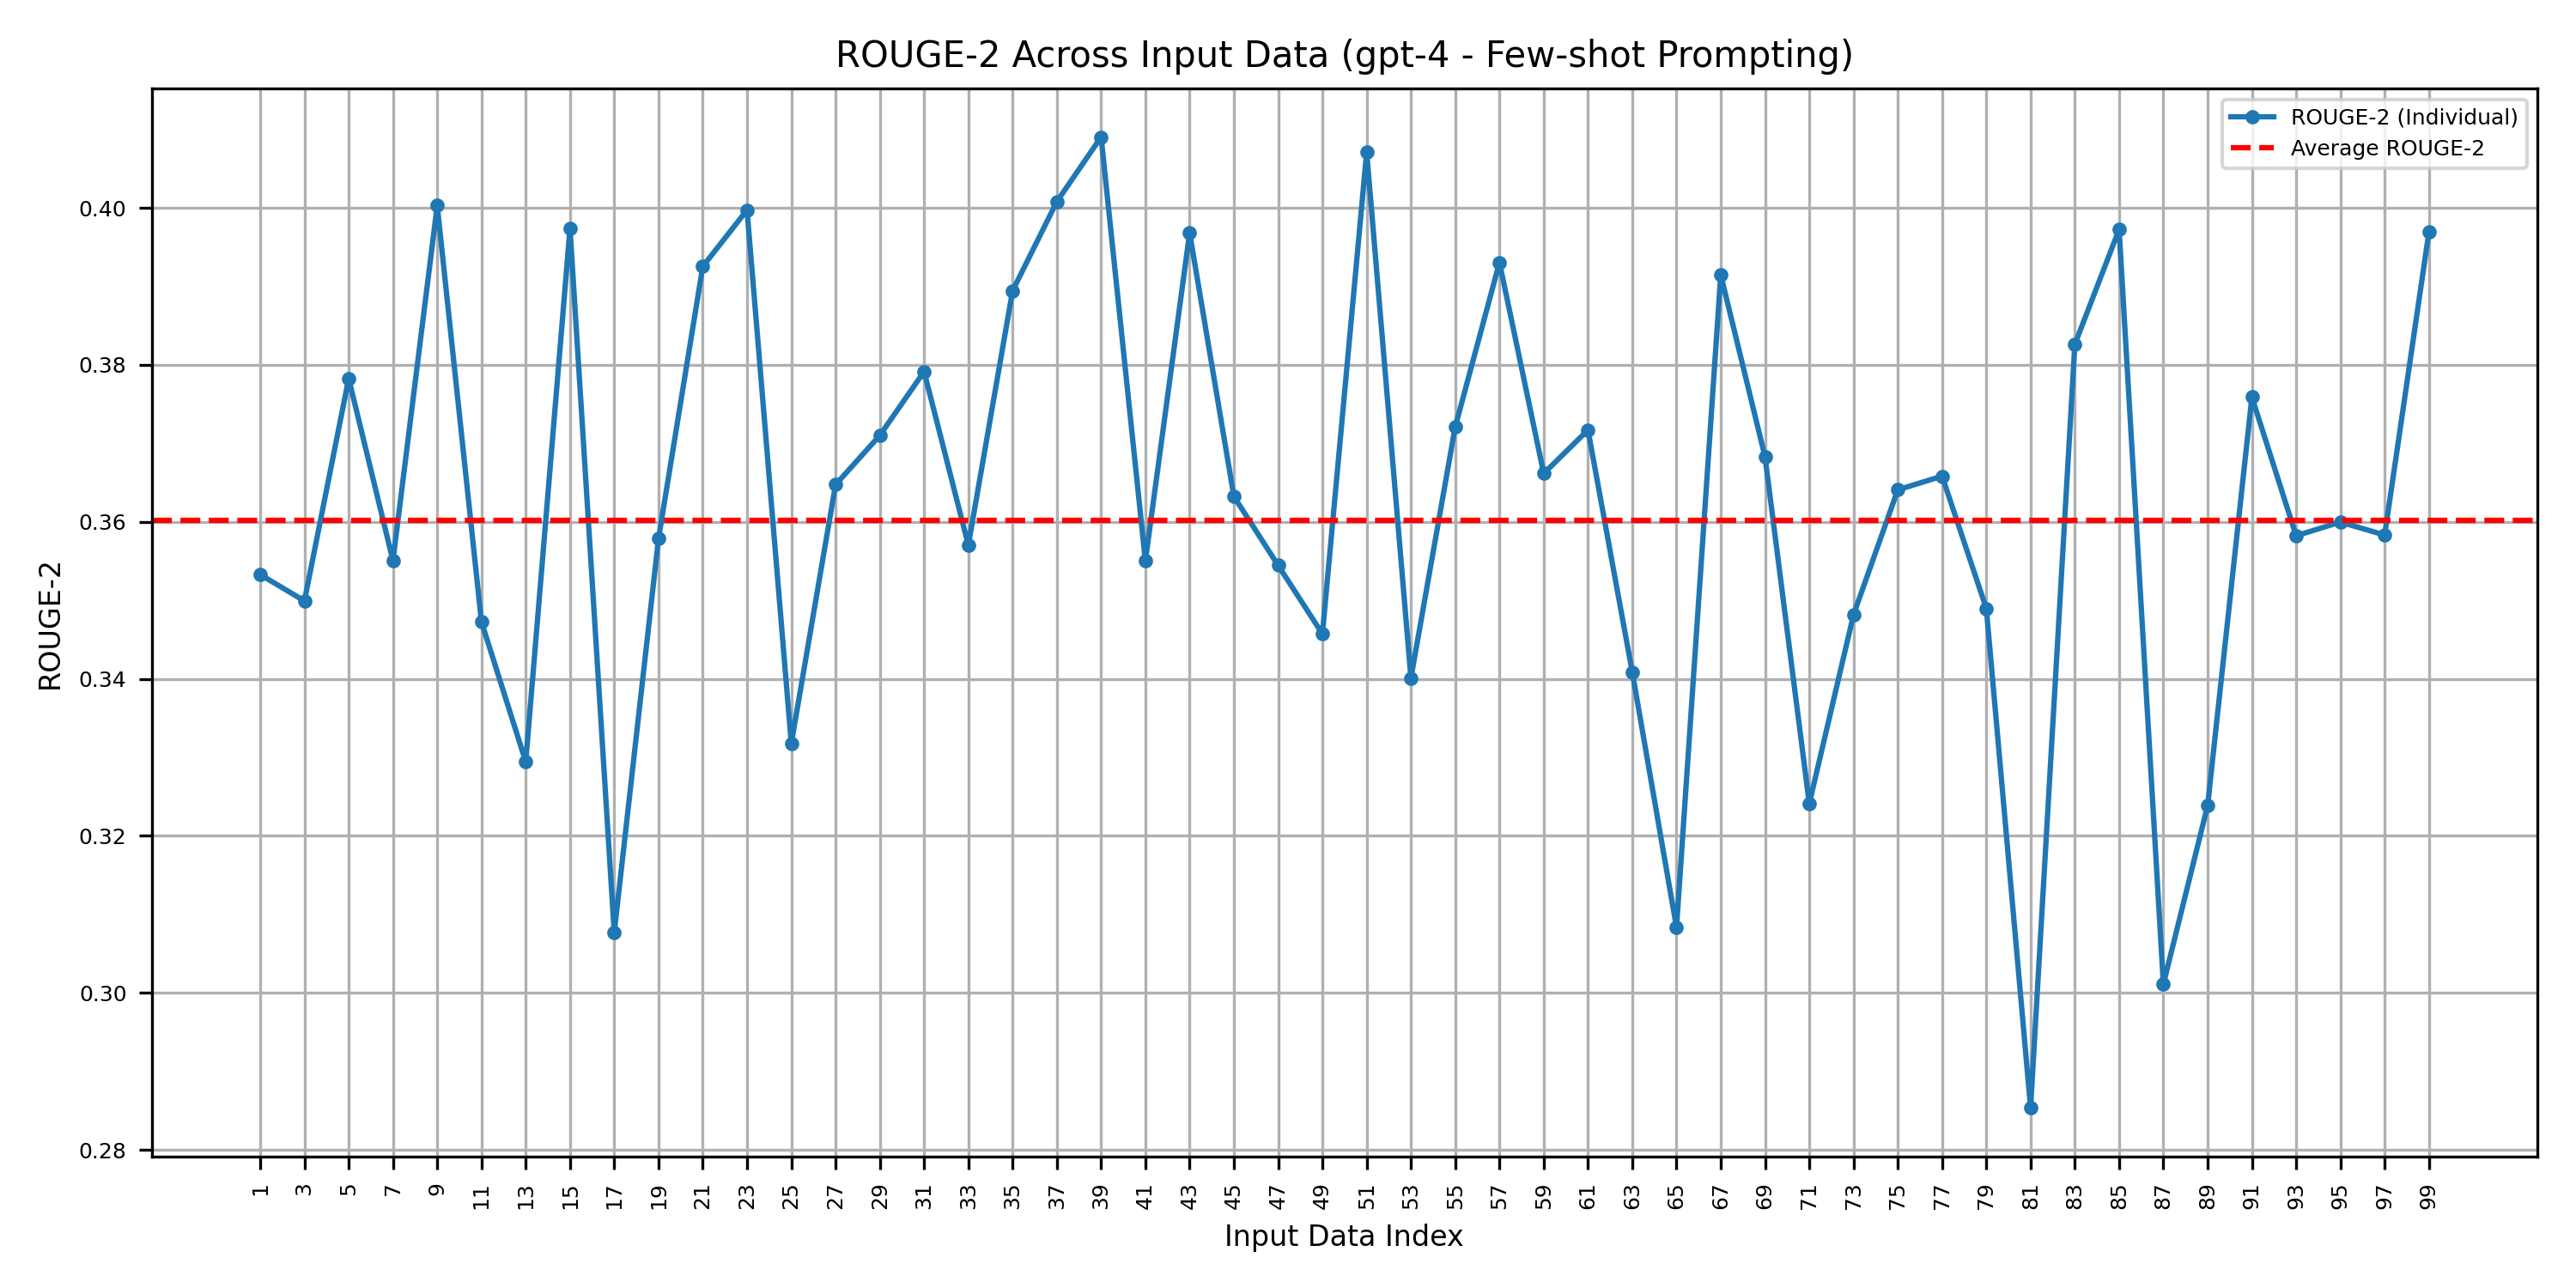 ROUGE-2 Across Input Data (gpt-4 - Few-shot Prompting)
ROUGE-2 (Individual)
Average ROUGE-2
0.40
0.38
0.36
0.34
0.32
0.30
0.28
ROUGE-2
1 3 5 7 9 11 13 15 17 19 21 23 25 27 29 31 33 35 37 39 41 43 45 47 49 51 53 55 57 59 61 63 65 67 69 71 73 75 77 79 81 83 85 87 89 91 93 95 97 99
Input Data Index